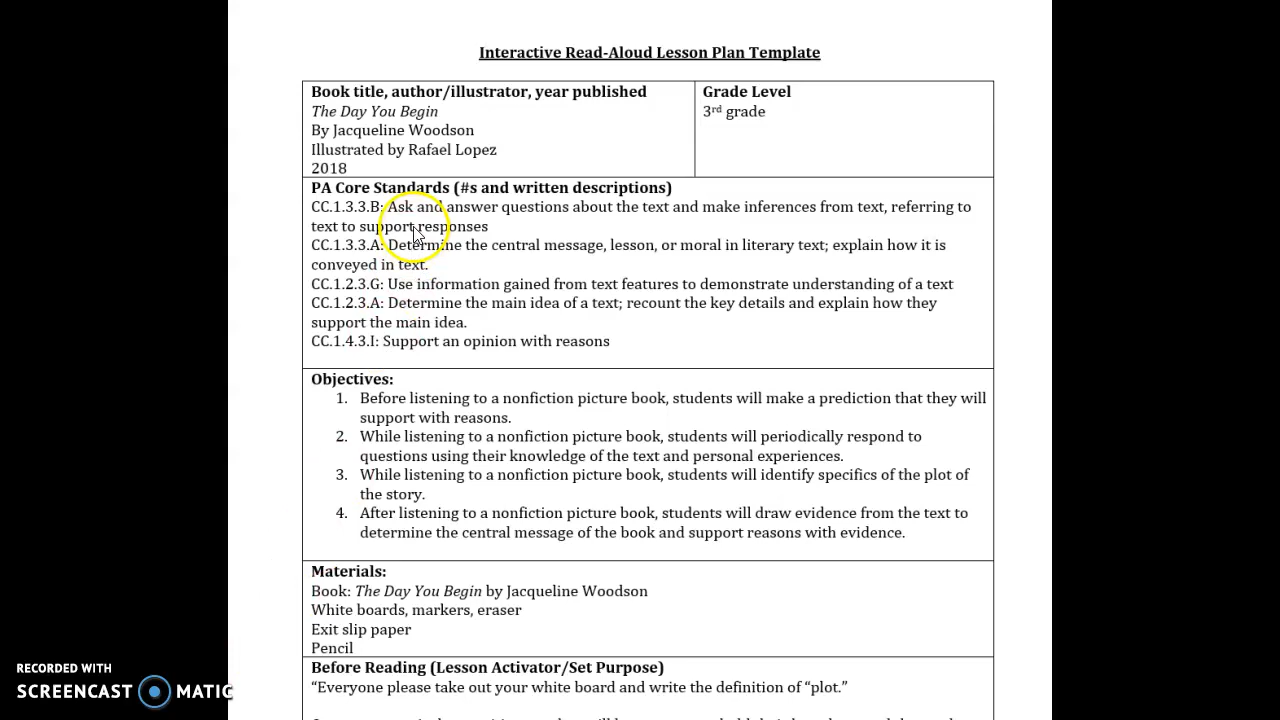 Interactive Read-Aloud Lesson Plan Template
Book title, author/illustrator, year published
The Day You Begin
By Jacqueline Woodson
Illustrated by Rafael Lopez
2018
Grade Level
3rd grade
PA Core Standards (#s and written descriptions)
CC.1.3.3.B: Ask and answer questions about the text and make inferences from text, referring to
text to support responses
CC.1.3.3.A: Determine the central message, lesson, or moral in literary text; explain how it is
conveyed in text.
CC.1.2.3.G: Use information gained from text features to demonstrate understanding of a text
CC.1.2.3.A: Determine the main idea of a text; recount the key details and explain how they
support the main idea.
CC.1.4.3.I: Support an opinion with reasons
Objectives:
1. Before listening to a nonfiction picture book, students will make a prediction that they will
support with reasons.
2. While listening to a nonfiction picture book, students will periodically respond to
questions using their knowledge of the text and personal experiences.
3. While listening to a nonfiction picture book, students will identify specifics of the plot of
the story.
4. After listening to a nonfiction picture book, students will draw evidence from the text to
determine the central message of the book and support reasons with evidence.
Materials:
Book: The Day You Begin by Jacqueline Woodson
White boards, markers, eraser
Exit slip paper
Pencil
Before Reading (Lesson Activator/Set Purpose)
“Everyone please take out your white board and write the definition of “plot.”
RECORDED WITH
SCREENCAST MATIC